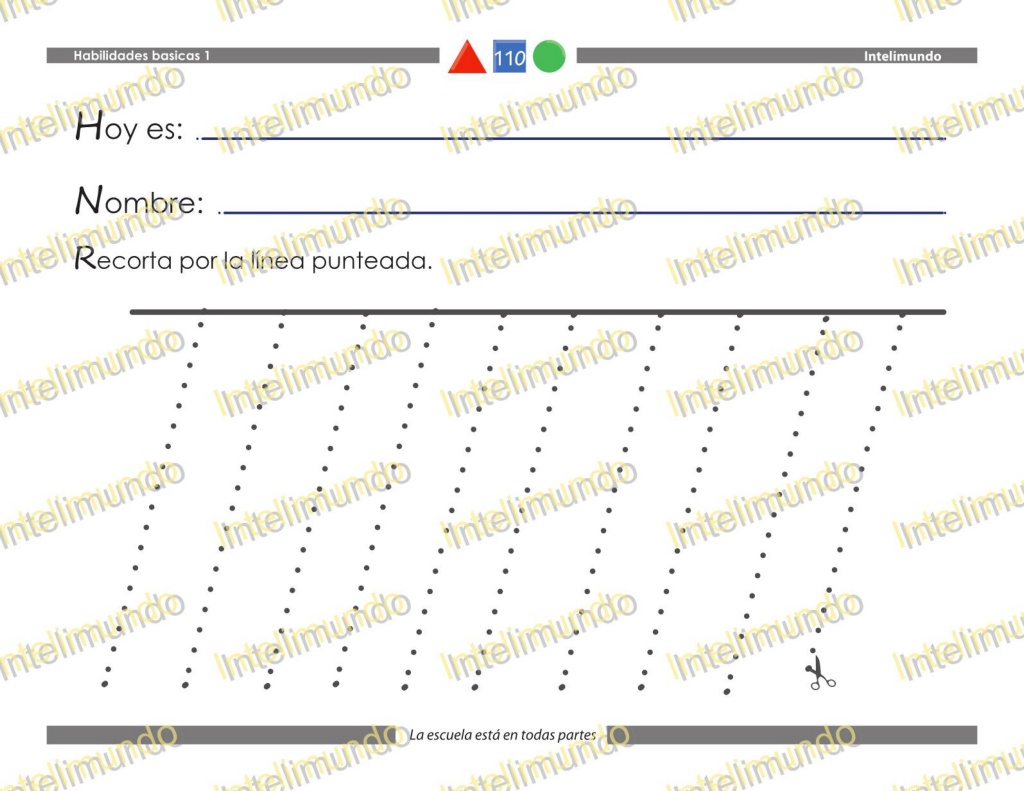 Habilidades basicas 1
110
Intelimundo
Hoy es:
Nombre:
Recorta por la línea punteada.
La escuela está en todas partes
Intelimundo